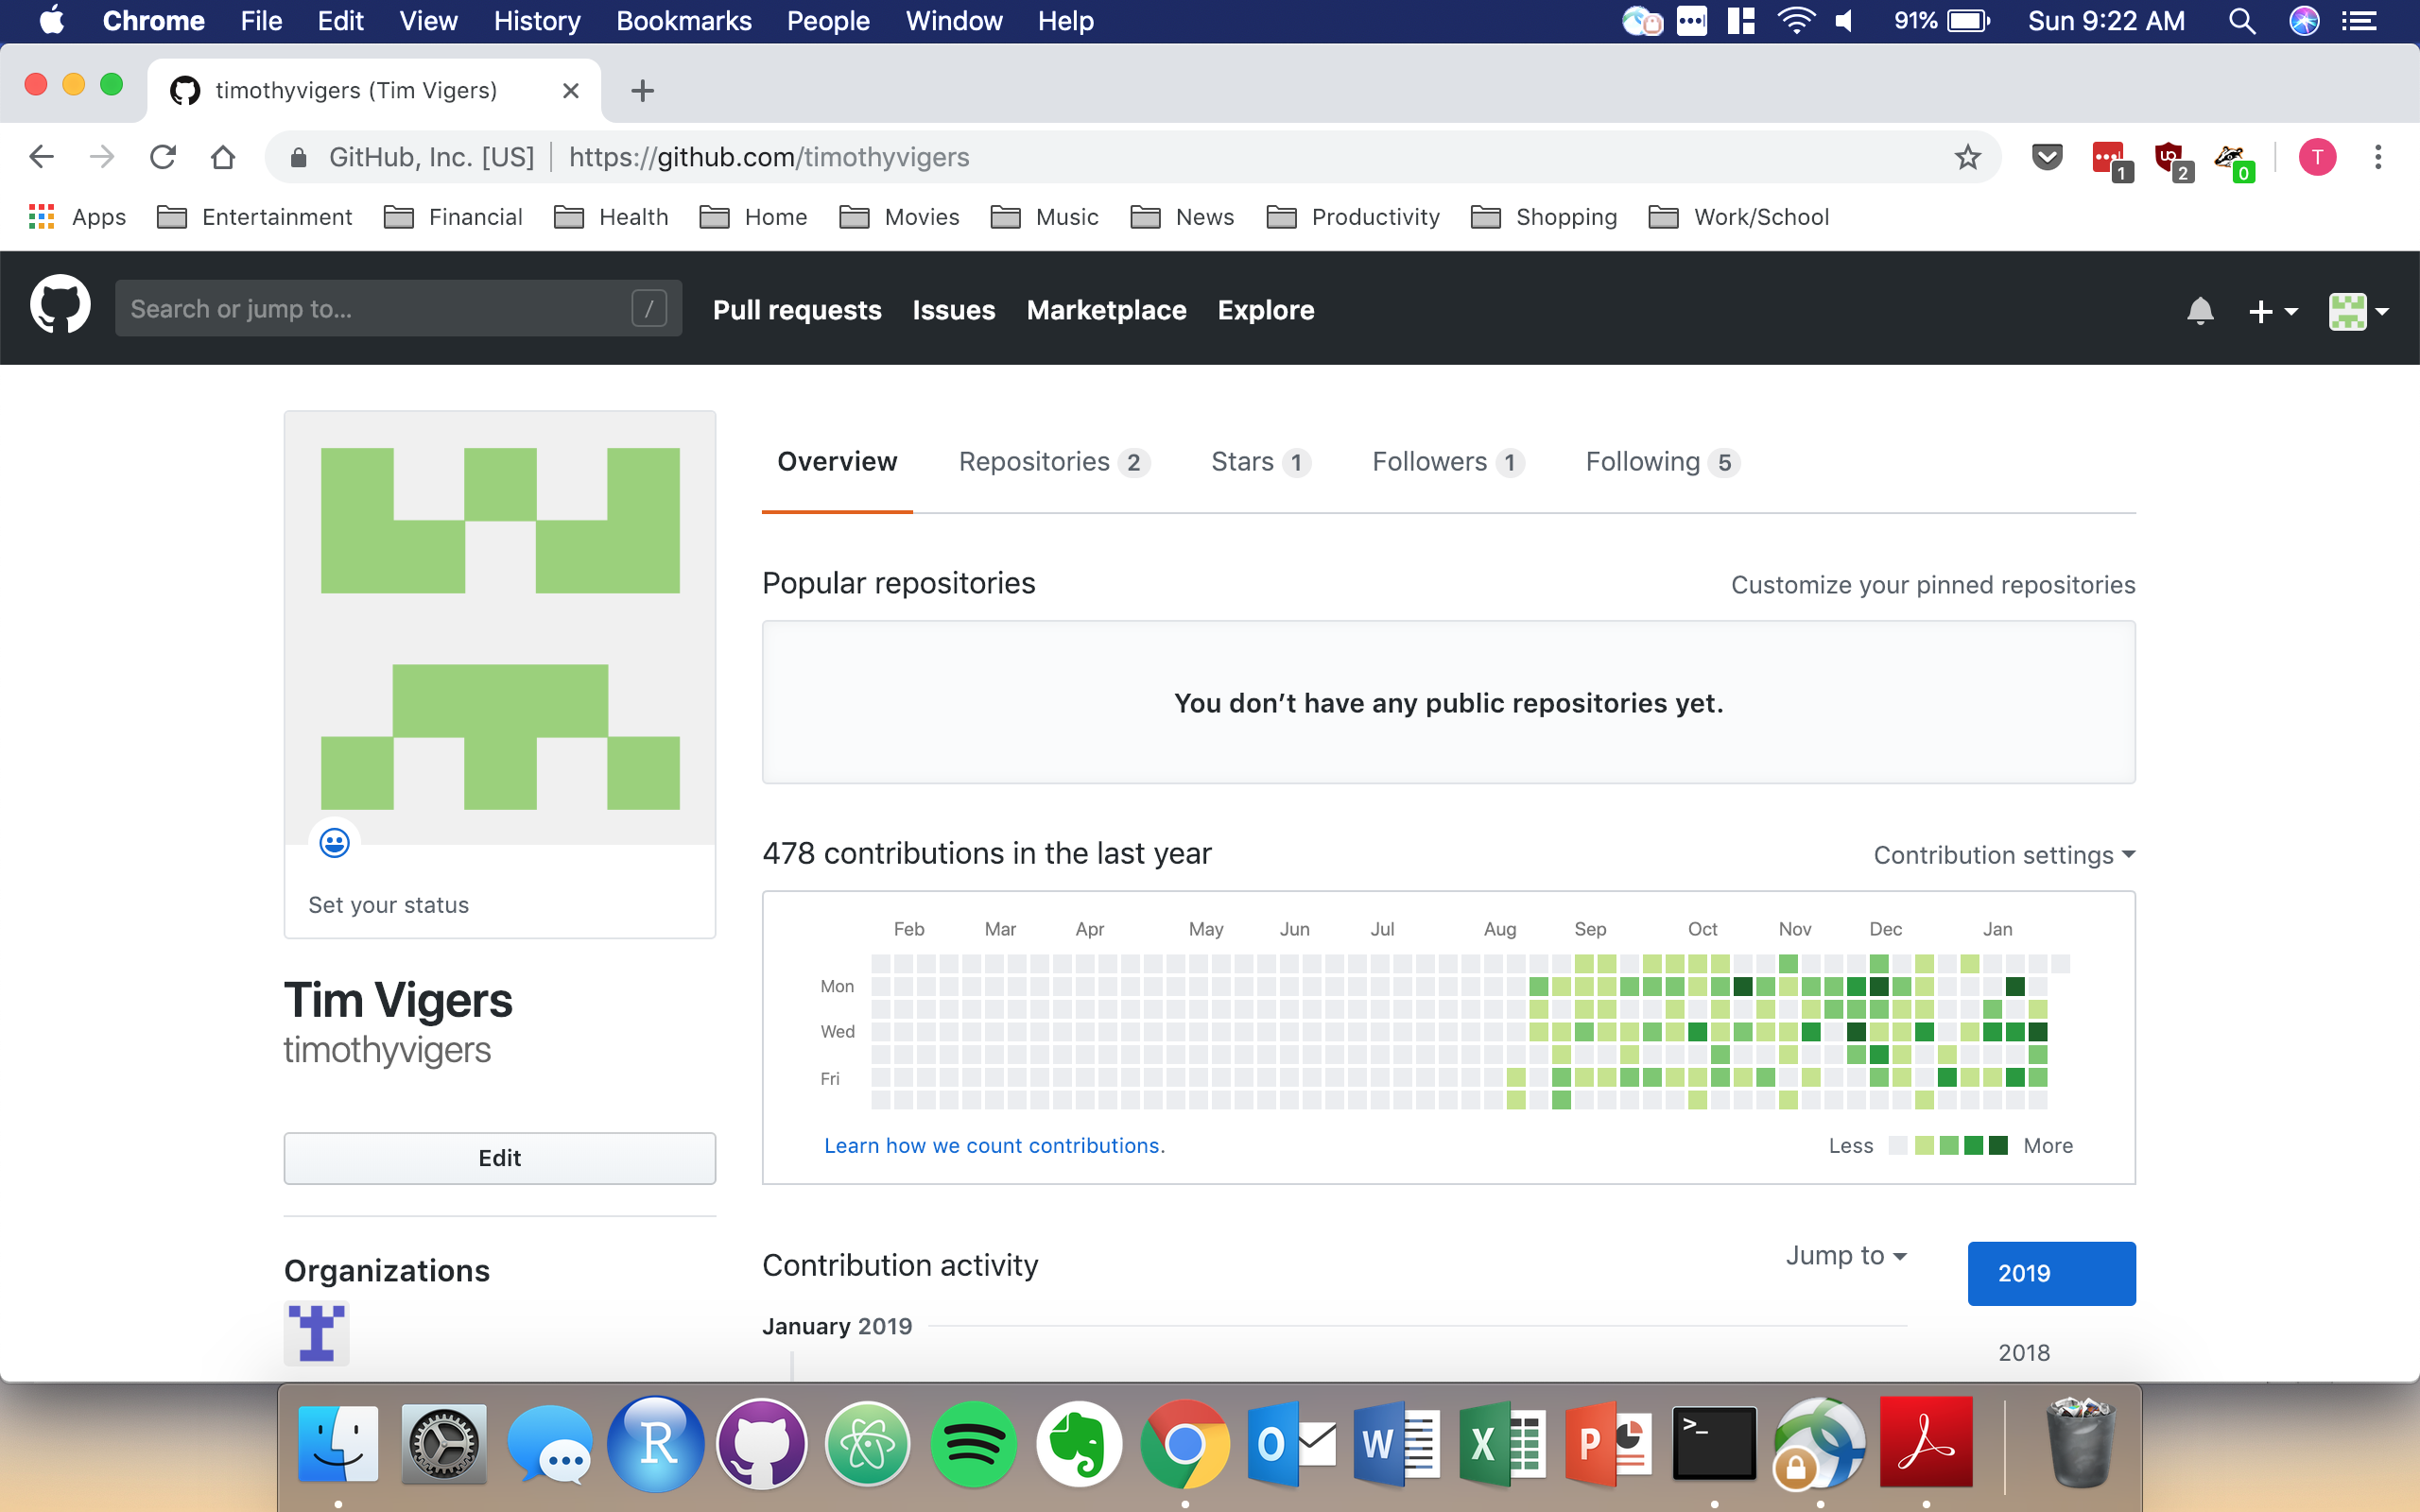 Chrome File Edit View History Bookmarks People Window Help 91% Sun 9:22 AM
timothyvigers (Tim Vigers)
GitHub, Inc. [US] https://github.com/timothyvigers 1 2 0 T
Apps Entertainment Financial Health Home Movies Music News Productivity Shopping Work/School
Search or jump to... / Pull requests Issues Marketplace Explore
Overview Repositories 2 Stars 1 Followers 1 Following 5
Popular repositories Customize your pinned repositories
You don’t have any public repositories yet.
478 contributions in the last year Contribution settings
Set your status
Feb Mar Apr May Jun Jul Aug Sep Oct Nov Dec Jan
Mon
Wed
Fri
Learn how we count contributions. Less More
Tim Vigers
timothyvigers
Edit
Organizations
Contribution activity Jump to 2019
January 2019
2018
R O W X P >_